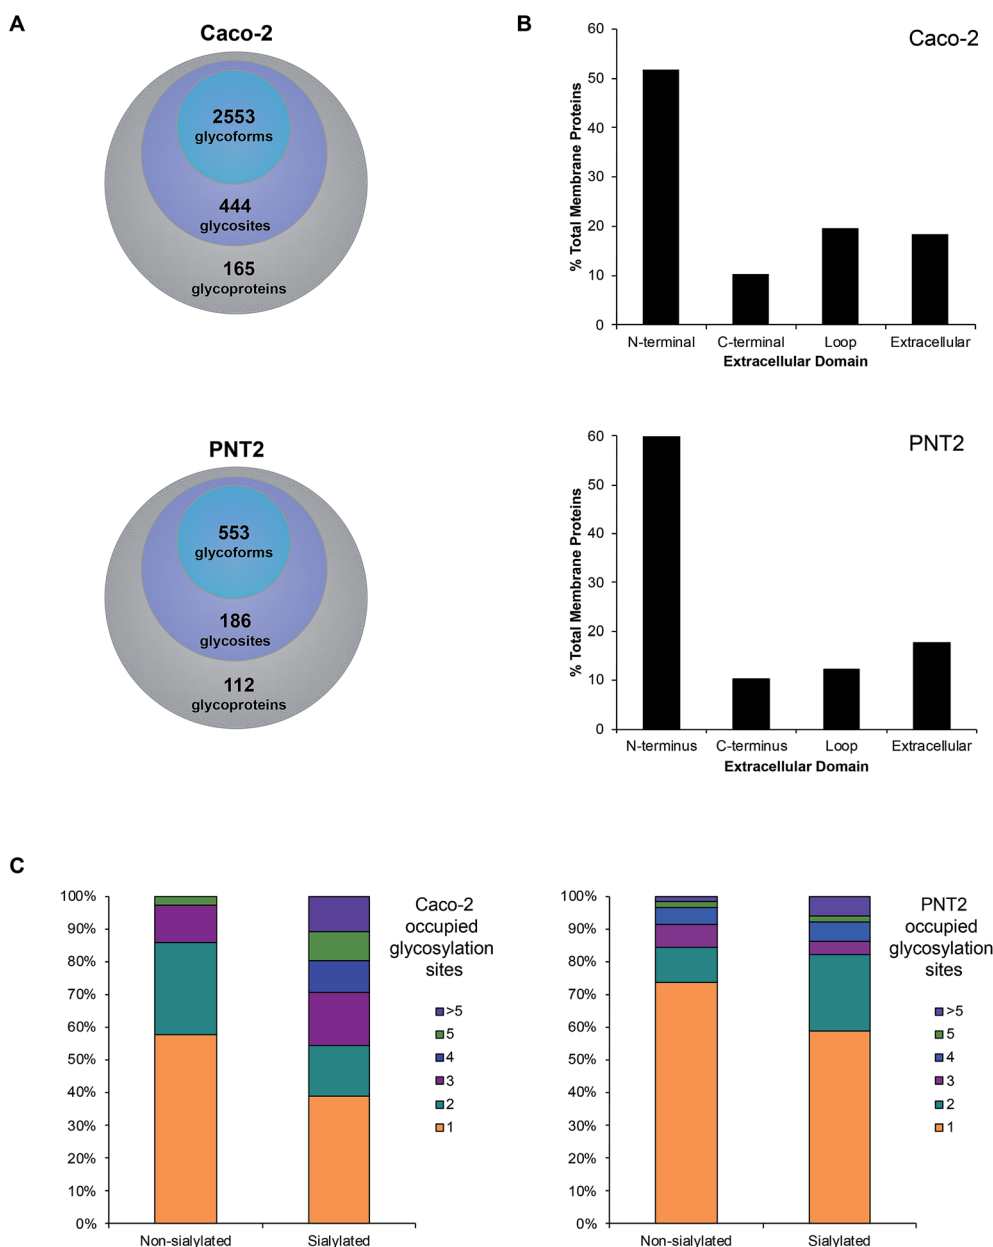 A
Caco-2
2553
glycoforms
444
glycosites
165
glycoproteins
B
Caco-2
% Total Membrane Proteins
60
50
40
30
20
10
0
N-terminal
C-terminal
Loop
Extracellular
Extracellular Domain
PNT2
553
glycoforms
186
glycosites
112
glycoproteins
PNT2
% Total Membrane Proteins
60
50
40
30
20
10
0
N-terminus
C-terminus
Loop
Extracellular
Extracellular Domain
C
100%
90%
80%
70%
60%
50%
40%
30%
20%
10%
0%
Non-sialylated
Sialylated
Caco-2
occupied
glycosylation
sites
>5
5
4
3
2
1
100%
90%
80%
70%
60%
50%
40%
30%
20%
10%
0%
Non-sialylated
Sialylated
PNT2
occupied
glycosylation
sites
>5
5
4
3
2
1